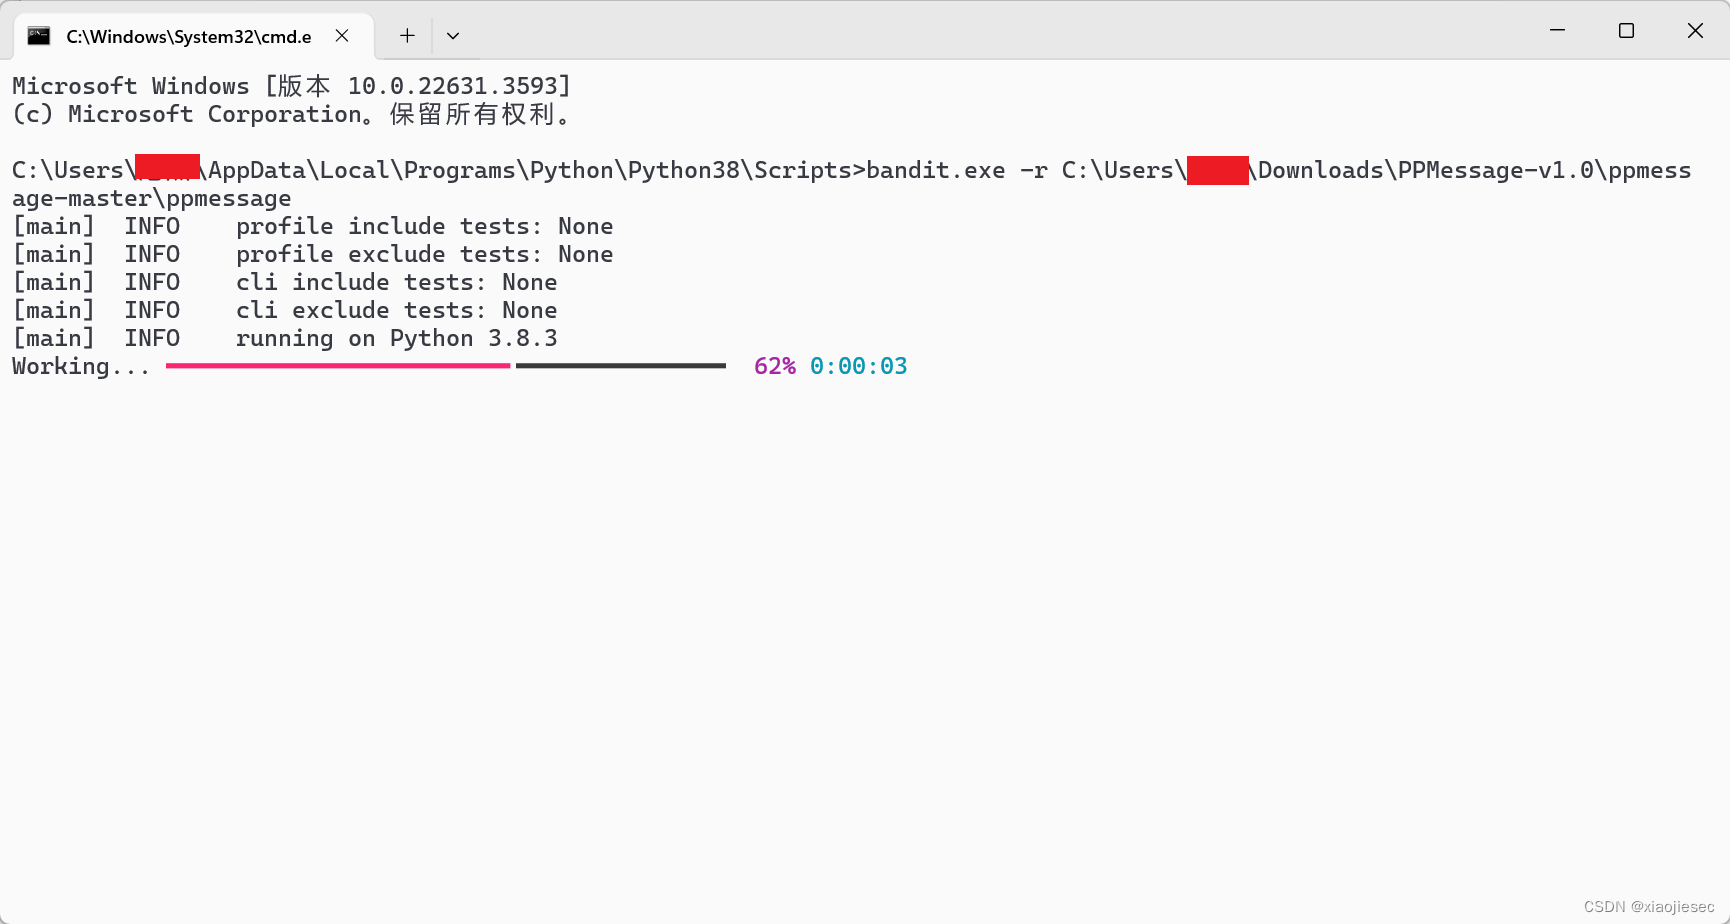 C:\Windows\System32\cmd.e
Microsoft Windows [版本 10.0.22631.3593]
(c) Microsoft Corporation。保留所有权利。
C:\Users\ \AppData\Local\Programs\Python\Python38\Scripts>bandit.exe -r C:\Users\ \Downloads\PPMessage-v1.0\ppmess
age-master\ppmessage
[main]  INFO    profile include tests: None
[main]  INFO    profile exclude tests: None
[main]  INFO    cli include tests: None
[main]  INFO    cli exclude tests: None
[main]  INFO    running on Python 3.8.3
Working... 62% 0:00:03
CSDN @xiaojiesec